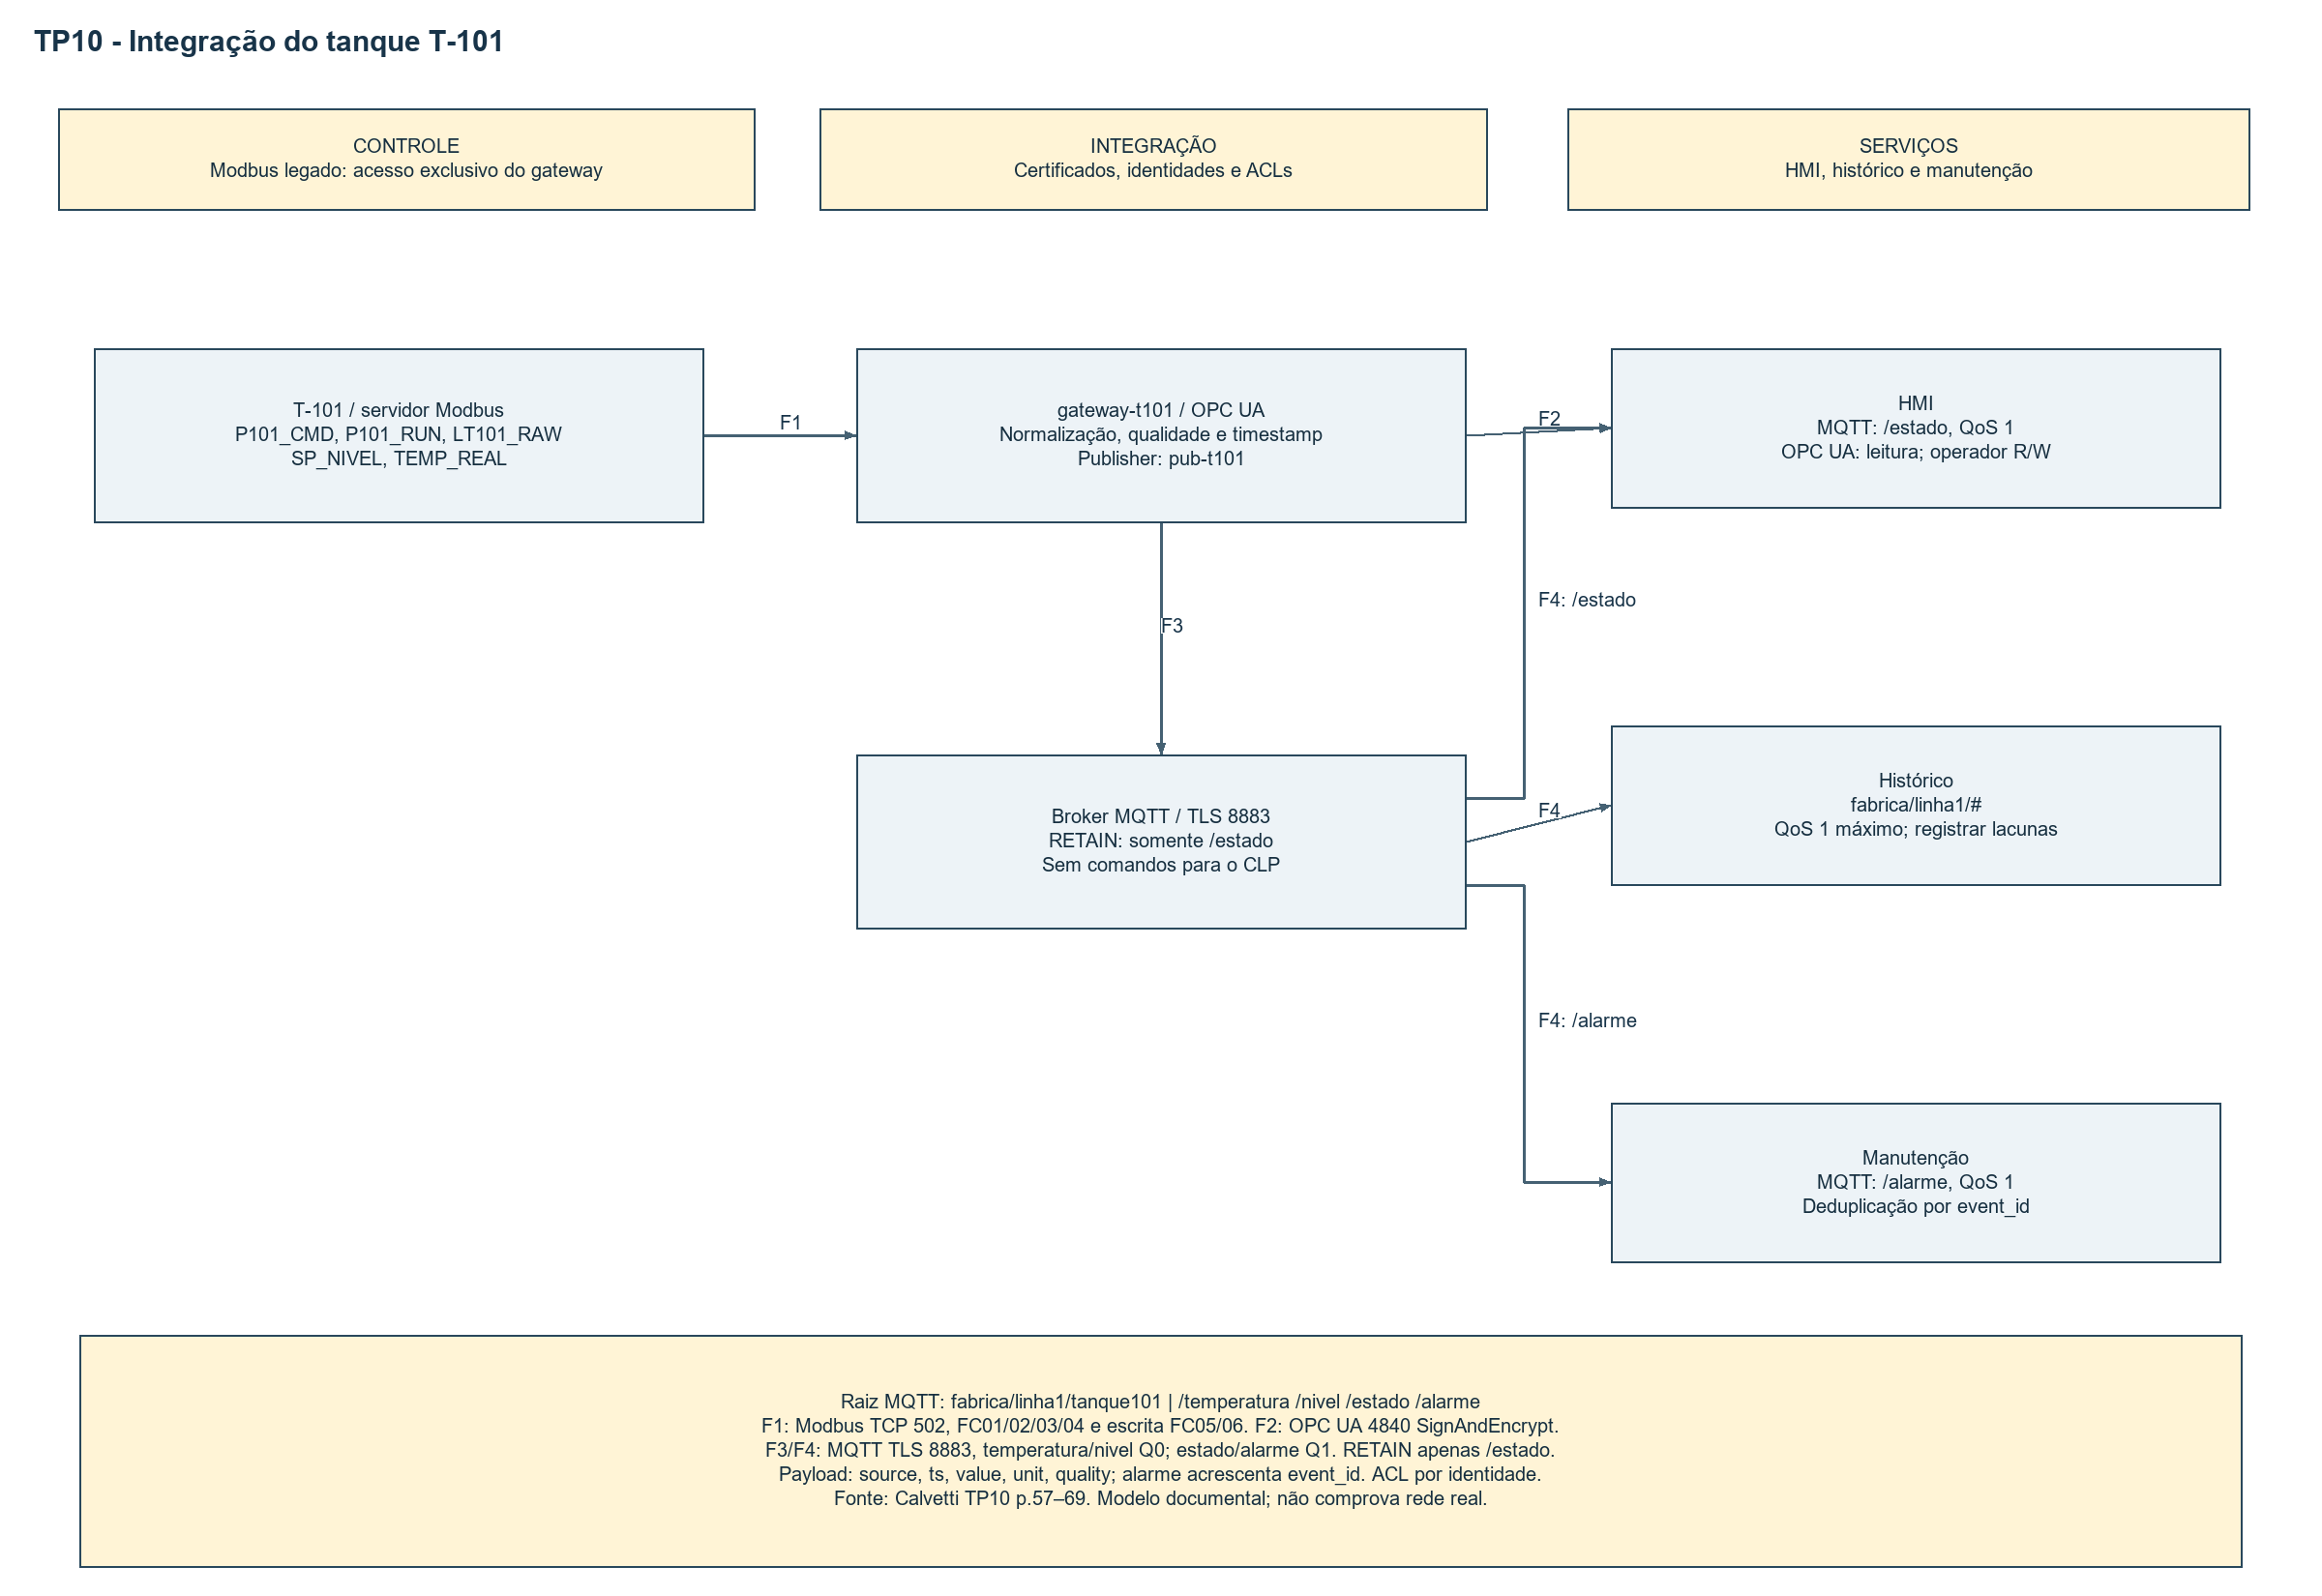 TP10 - Integração do tanque T-101
CONTROLE
Modbus legado: acesso exclusivo do gateway
INTEGRAÇÃO
Certificados, identidades e ACLs
SERVIÇOS
HMI, histórico e manutenção
T-101 / servidor Modbus
P101_CMD, P101_RUN, LT101_RAW
SP_NIVEL, TEMP_REAL
F1
gateway-t101 / OPC UA
Normalização, qualidade e timestamp
Publisher: pub-t101
F2
HMI
MQTT: /estado, QoS 1
OPC UA: leitura; operador R/W
F4: /estado
F3
Broker MQTT / TLS 8883
RETAIN: somente /estado
Sem comandos para o CLP
F4
Histórico
fabrica/linha1/#
QoS 1 máximo; registrar lacunas
F4: /alarme
Manutenção
MQTT: /alarme, QoS 1
Deduplicação por event_id
Raiz MQTT: fabrica/linha1/tanque101 | /temperatura /nivel /estado /alarme
F1: Modbus TCP 502, FC01/02/03/04 e escrita FC05/06. F2: OPC UA 4840 SignAndEncrypt.
F3/F4: MQTT TLS 8883, temperatura/nivel Q0; estado/alarme Q1. RETAIN apenas /estado.
Payload: source, ts, value, unit, quality; alarme acrescenta event_id. ACL por identidade.
Fonte: Calvetti TP10 p.57–69. Modelo documental; não comprova rede real.